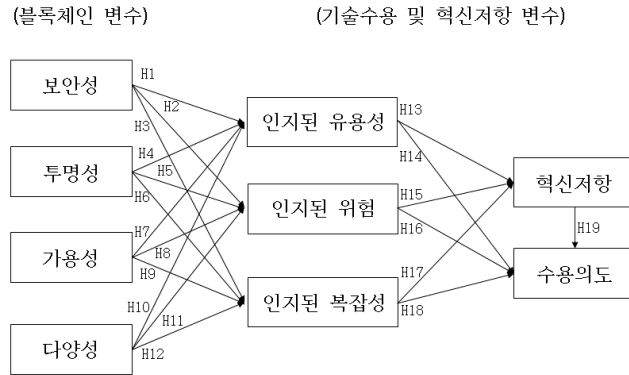 (블록체인 변수)
(기술수용 및 혁신저항 변수)
보안성
투명성
가용성
다양성
H1
H2
H3
H4
H5
H6
H7
H8
H9
H10
H11
H12
인지된 유용성
인지된 위험
인지된 복잡성
H13
H14
H15
H16
H17
H18
혁신저항
H19
수용의도